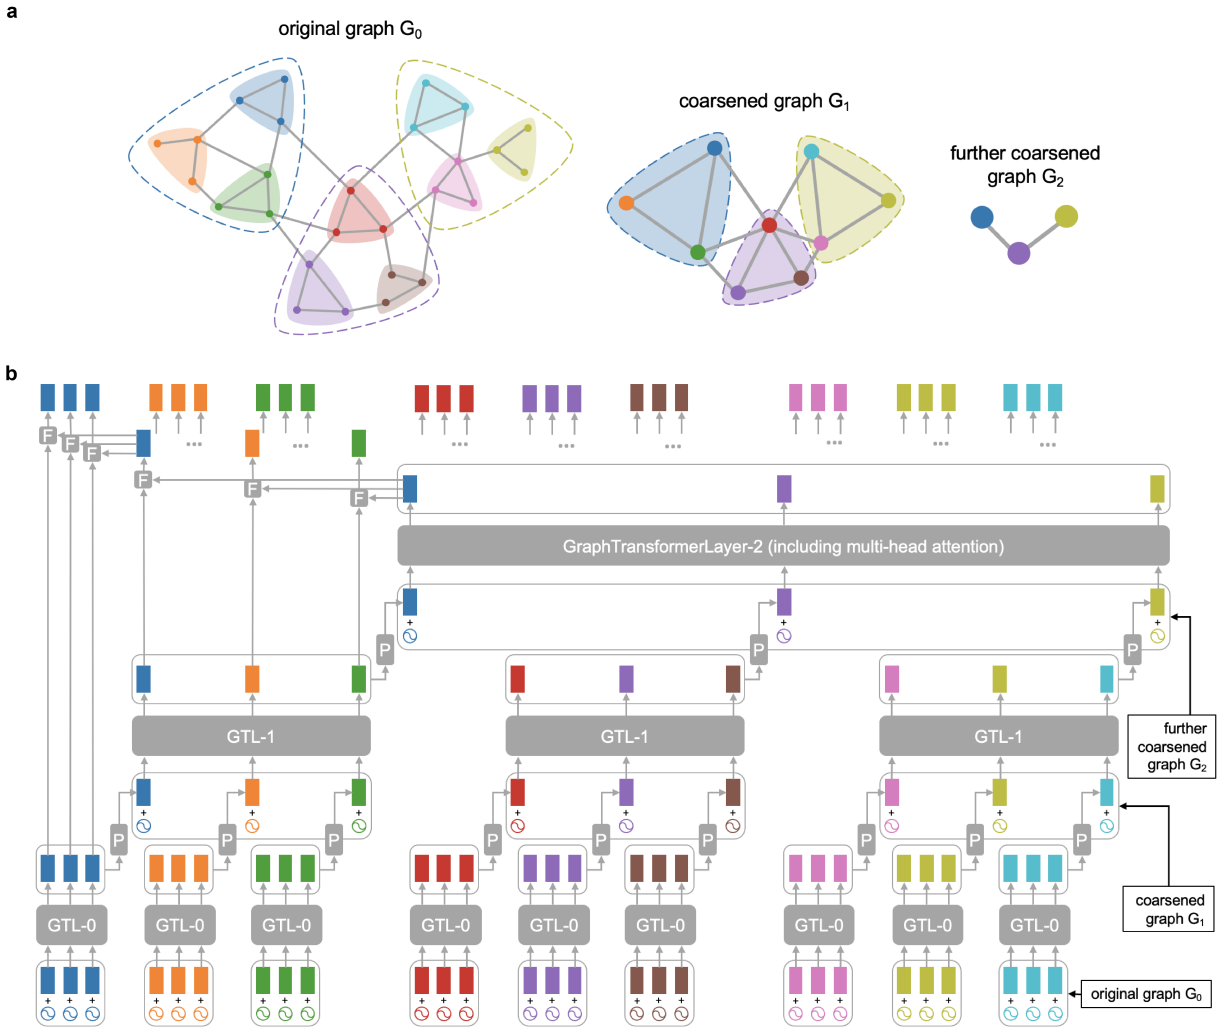 a
original graph G0
coarsened graph G1
further coarsened
graph G2
b
F
F
F
... ... ... ... ... ... ... ...
F
F
F
GraphTransformerLayer-2 (including multi-head attention)
+ + +
P P P
GTL-1 GTL-1 GTL-1
further
coarsened
graph G2
+ + + + + + + + +
P P P P P P P P P
coarsened
graph G1
GTL-0 GTL-0 GTL-0 GTL-0 GTL-0 GTL-0 GTL-0 GTL-0 GTL-0
original graph G0
+ + + + + + + + + + + + + + + + + + + + + + + + + + +